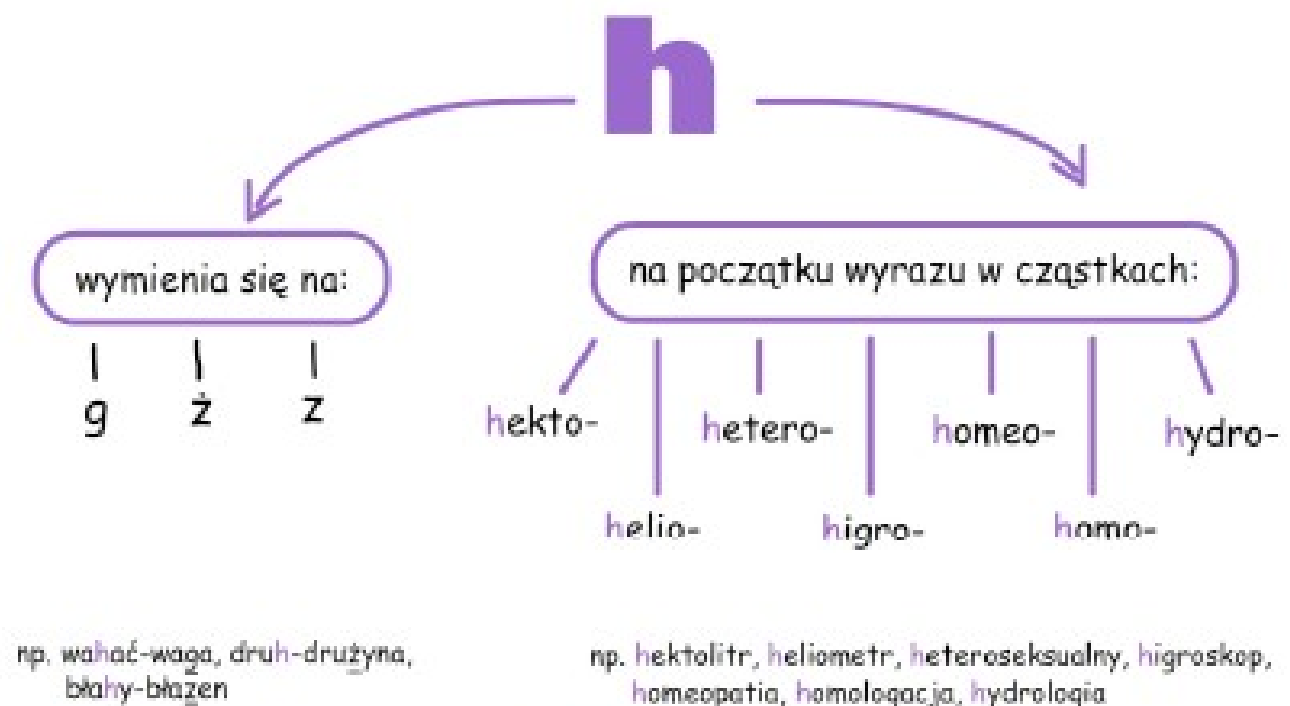 h
wymienia się na:
g ż z
na początku wyrazu w cząstkach:
hekto- hetero- homeo- hydro-
helio- higro- homo-
np. wahać-waga, druh-drużyna,
błahy-błazen
np. hektolitr, heliometr, heteroseksualny, higroskop,
homeopatia, homologacja, hydrologia